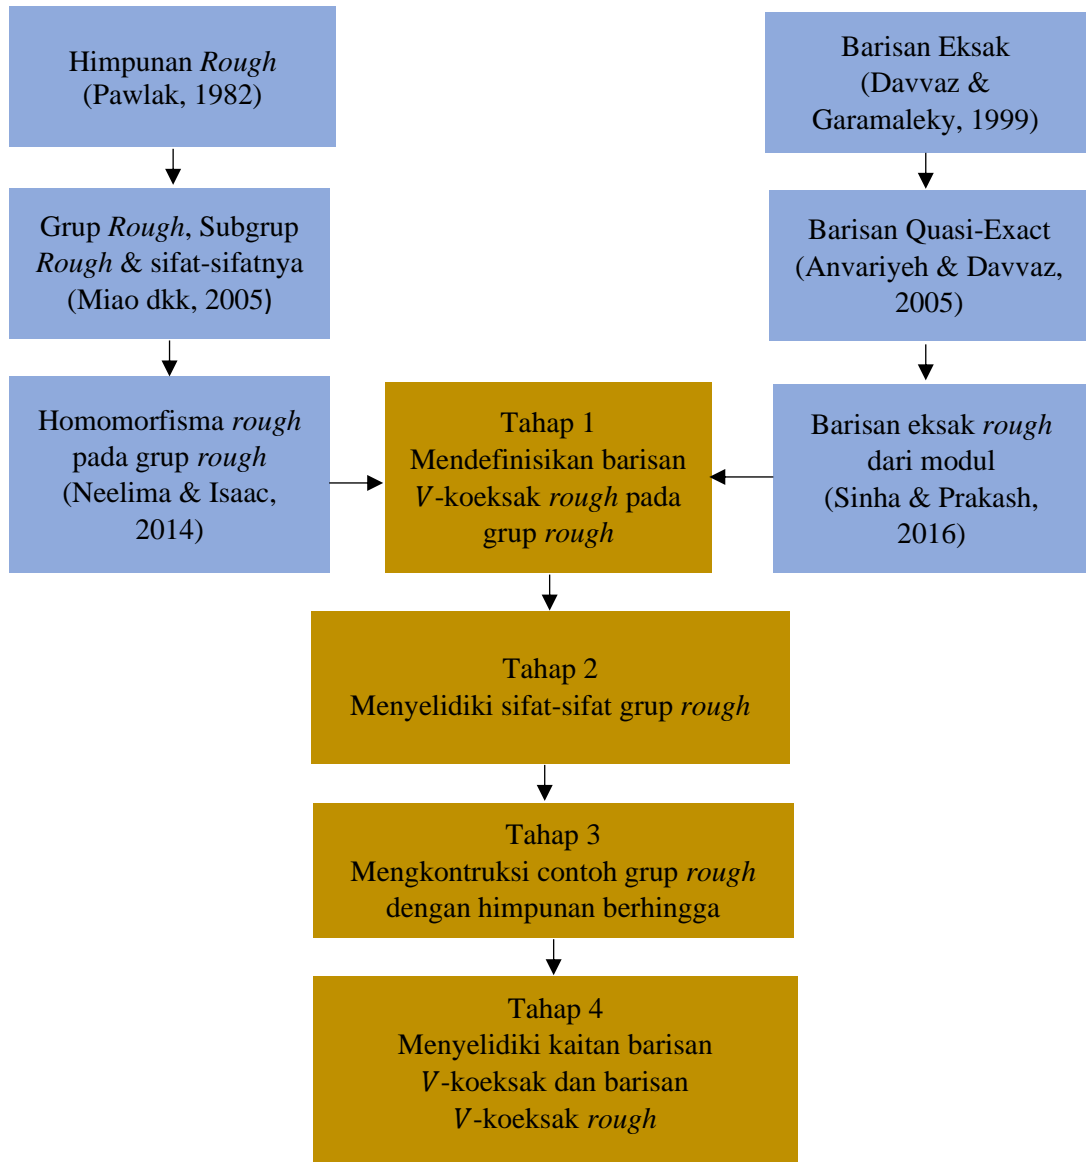 Himpunan Rough
(Pawlak, 1982)
Barisan Eksak
(Davvaz &
Garamaleky, 1999)
Grup Rough, Subgrup
Rough & sifat-sifatnya
(Miao dkk, 2005)
Barisan Quasi-Exact
(Anvariyeh & Davvaz,
2005)
Homomorfisma rough
pada grup rough
(Neelima & Isaac,
2014)
Tahap 1
Mendefinisikan barisan
V-koeksak rough pada
grup rough
Barisan eksak rough
dari modul
(Sinha & Prakash,
2016)
Tahap 2
Menyelidiki sifat-sifat grup rough
Tahap 3
Mengkontruksi contoh grup rough
dengan himpunan berhingga
Tahap 4
Menyelidiki kaitan barisan
V-koeksak dan barisan
V-koeksak rough